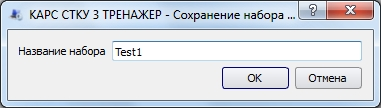 КАРС СТКУ 3 ТРЕНАЖЕР - Сохранение набора ...
Название набора Test1
OK Отмена